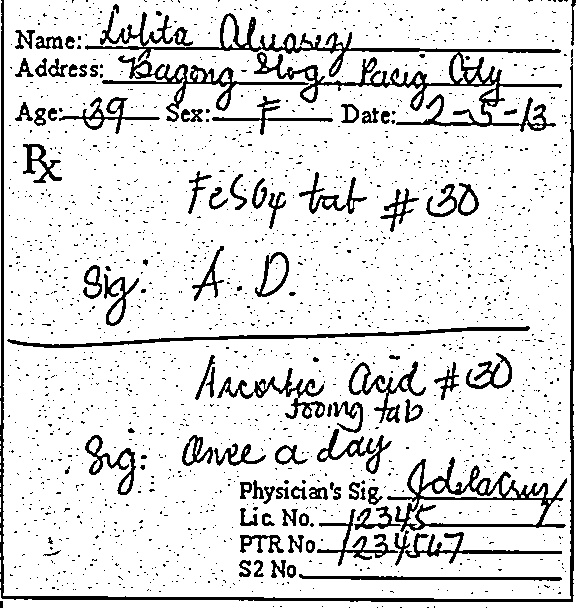 Name: Lolita Alvarez
Address: Bagong Ilog, Pasig City
Age: 39 Sex: F Date: 2-5-13
Rx
FeSO4 tab #30
Sig: A.D.
Ascorbic Acid #30
500mg tab
Sig: Once a day
Physician's Sig. Jdelacruz
Lic. No. 12345
PTR No. 1234567
S2 No.